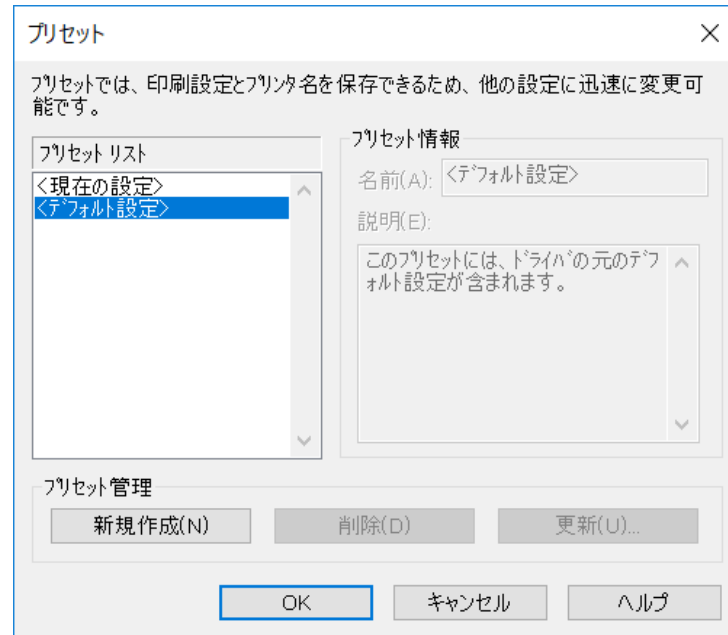 プリセット
プリセットでは、印刷設定とプリンタ名を保存できるため、他の設定に迅速に変更可
能です。
プリセット リスト
<現在の設定>
<デフォルト設定>
プリセット情報
名前(A):
<デフォルト設定>
説明(E):
このプリセットには、ドライバの元のデフ
ォルト設定が含まれます。
プリセット管理
新規作成(N)
削除(D)
更新(U)...
OK
キャンセル
ヘルプ